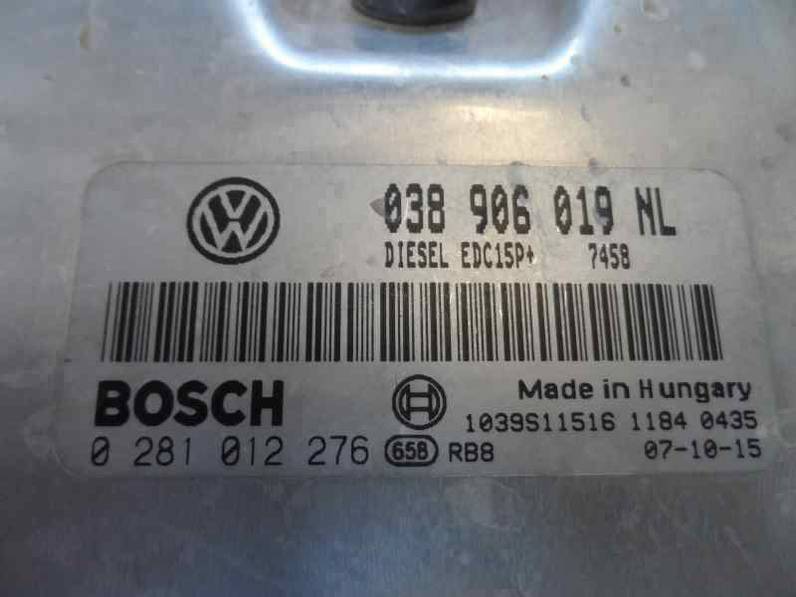 038 906 019 NL
DIESEL EDC15P+ 7458
BOSCH
Made in Hungary
1039S11516 1184 0435
0 281 012 276 658 RB8 07-10-15